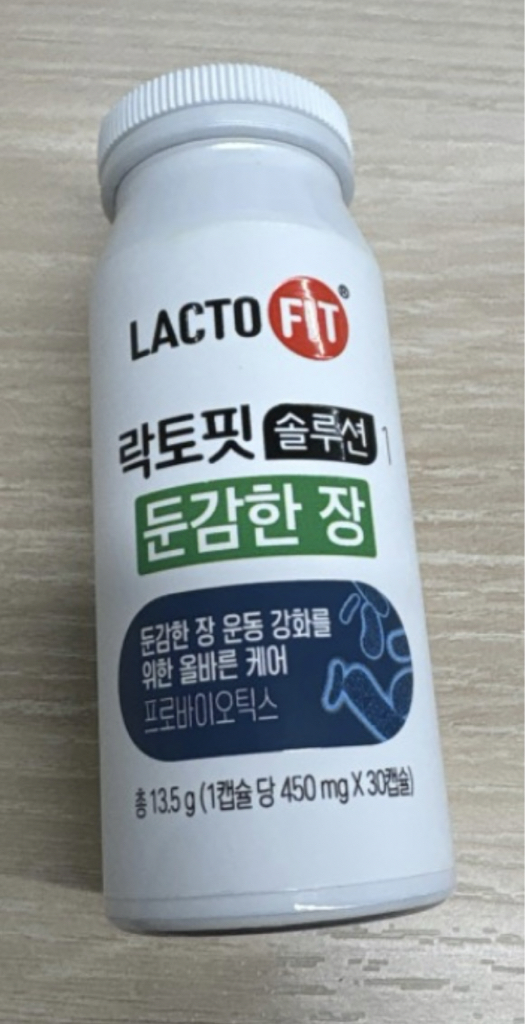 LACTO FIT®
락토핏 솔루션 1
둔감한 장
둔감한 장 운동 강화를
위한 올바른 케어
프로바이오틱스
총 13.5 g (1캡슐 당 450 mg X 30캡슐)